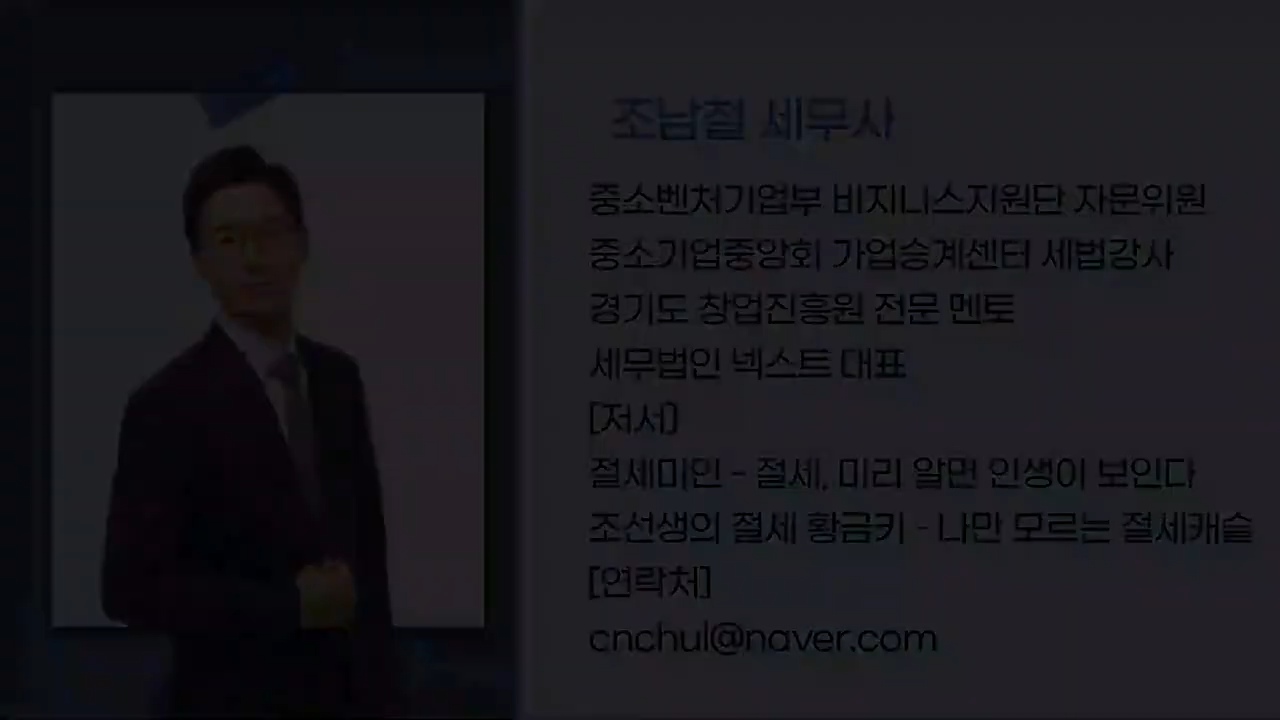 조남철 세무사
중소벤처기업부 비지니스지원단 자문위원
중소기업중앙회 가업승계센터 세법강사
경기도 창업진흥원 전문 멘토
세무법인 넥스트 대표
[저서]
절세미인 - 절세, 미리 알면 인생이 보인다
조선생의 절세 황금키 - 나만 모르는 절세캐슬
[연락처]
cnchul@naver.com